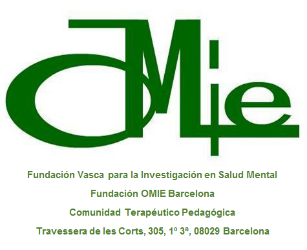 OMie
Fundación Vasca para la Investigación en Salud Mental
Fundación OMIE Barcelona
Comunidad Terapéutico Pedagógica
Travessera de les Corts, 305, 1º 3ª, 08029 Barcelona